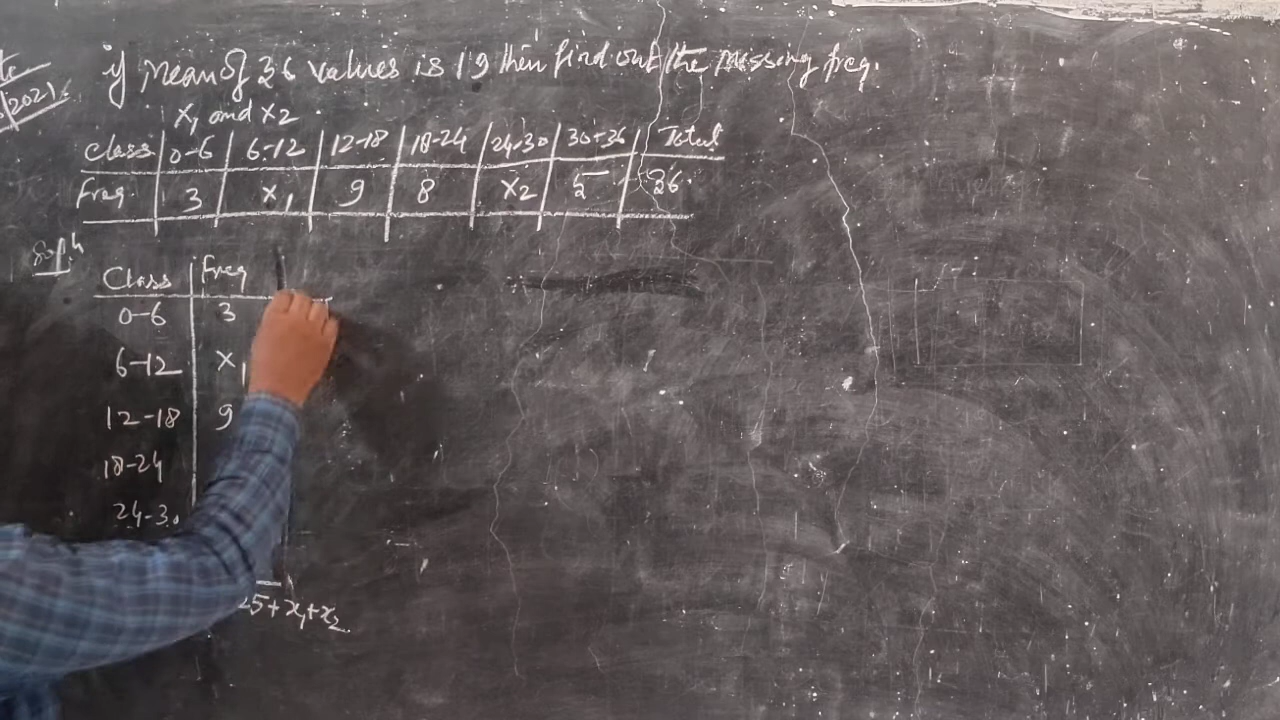 if mean of 36 values is 19 then find out the missing freq.
/2021
x₁ and x₂
class 0-6 6-12 12-18 18-24 24-30 30-36 Total
freq. 3 x₁ 9 8 x₂ 5 36.
Solⁿ
Class Freq
0-6 3
6-12 x₁
12-18 9
18-24
24-30
25+x₁+x₂